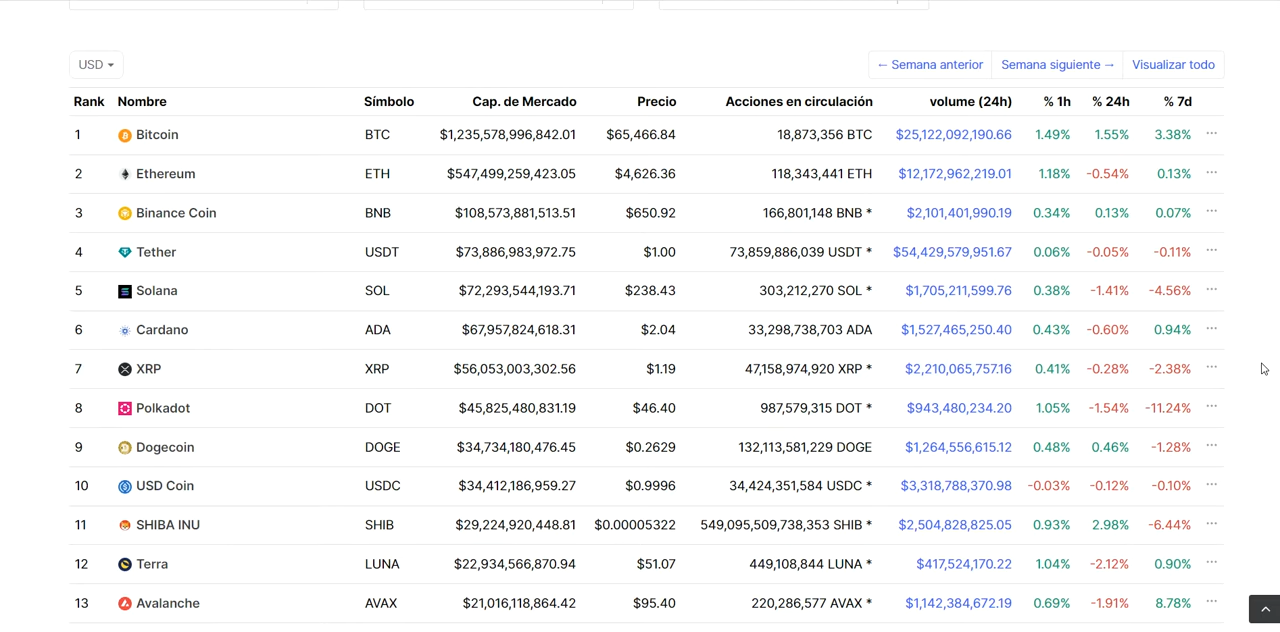 USD
← Semana anterior Semana siguiente → Visualizar todo
Rank Nombre Símbolo Cap. de Mercado Precio Acciones en circulación volume (24h) % 1h % 24h % 7d
1 Bitcoin BTC $1,235,578,996,842.01 $65,466.84 18,873,356 BTC $25,122,092,190.66 1.49% 1.55% 3.38% ...
2 Ethereum ETH $547,499,259,423.05 $4,626.36 118,343,441 ETH $12,172,962,219.01 1.18% -0.54% 0.13% ...
3 Binance Coin BNB $108,573,881,513.51 $650.92 166,801,148 BNB * $2,101,401,990.19 0.34% 0.13% 0.07% ...
4 Tether USDT $73,886,983,972.75 $1.00 73,859,886,039 USDT * $54,429,579,951.67 0.06% -0.05% -0.11% ...
5 Solana SOL $72,293,544,193.71 $238.43 303,212,270 SOL * $1,705,211,599.76 0.38% -1.41% -4.56% ...
6 Cardano ADA $67,957,824,618.31 $2.04 33,298,738,703 ADA $1,527,465,250.40 0.43% -0.60% 0.94% ...
7 XRP XRP $56,053,003,302.56 $1.19 47,158,974,920 XRP * $2,210,065,757.16 0.41% -0.28% -2.38% ...
8 Polkadot DOT $45,825,480,831.19 $46.40 987,579,315 DOT * $943,480,234.20 1.05% -1.54% -11.24% ...
9 Dogecoin DOGE $34,734,180,476.45 $0.2629 132,113,581,229 DOGE $1,264,556,615.12 0.48% 0.46% -1.28% ...
10 USD Coin USDC $34,412,186,959.27 $0.9996 34,424,351,584 USDC * $3,318,788,370.98 -0.03% -0.12% -0.10% ...
11 SHIBA INU SHIB $29,224,920,448.81 $0.00005322 549,095,509,738,353 SHIB * $2,504,828,825.05 0.93% 2.98% -6.44% ...
12 Terra LUNA $22,934,566,870.94 $51.07 449,108,844 LUNA * $417,524,170.22 1.04% -2.12% 0.90% ...
13 Avalanche AVAX $21,016,118,864.42 $95.40 220,286,577 AVAX * $1,142,384,672.19 0.69% -1.91% 8.78% ...